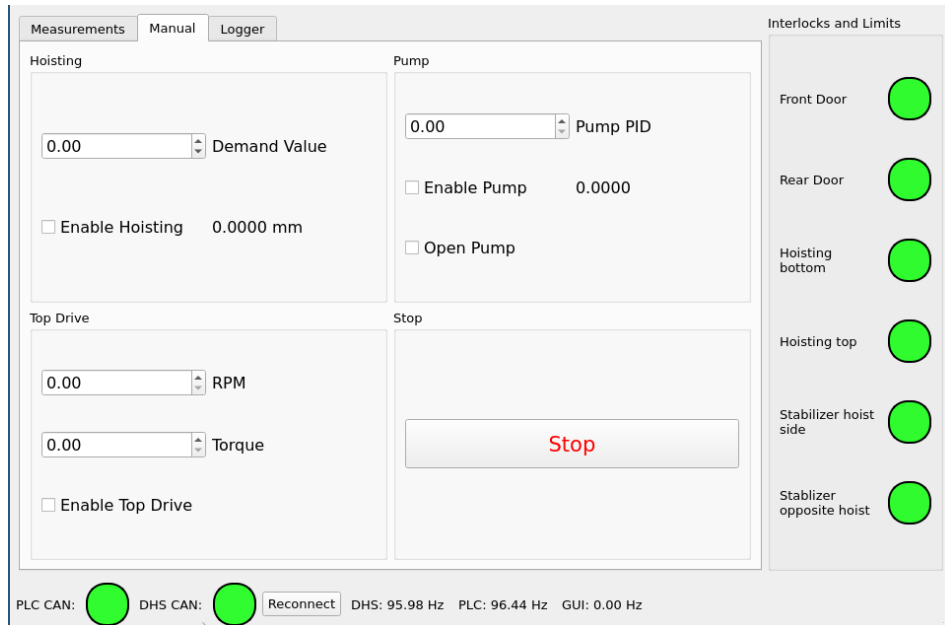 Measurements Manual Logger
Interlocks and Limits
Hoisting
0.00 Demand Value
Enable Hoisting 0.0000 mm
Pump
0.00 Pump PID
Enable Pump 0.0000
Open Pump
Top Drive
0.00 RPM
0.00 Torque
Enable Top Drive
Stop
Stop
Front Door
Rear Door
Hoisting
bottom
Hoisting top
Stabilizer hoist
side
Stablizer
opposite hoist
PLC CAN: DHS CAN: Reconnect DHS: 95.98 Hz PLC: 96.44 Hz GUI: 0.00 Hz